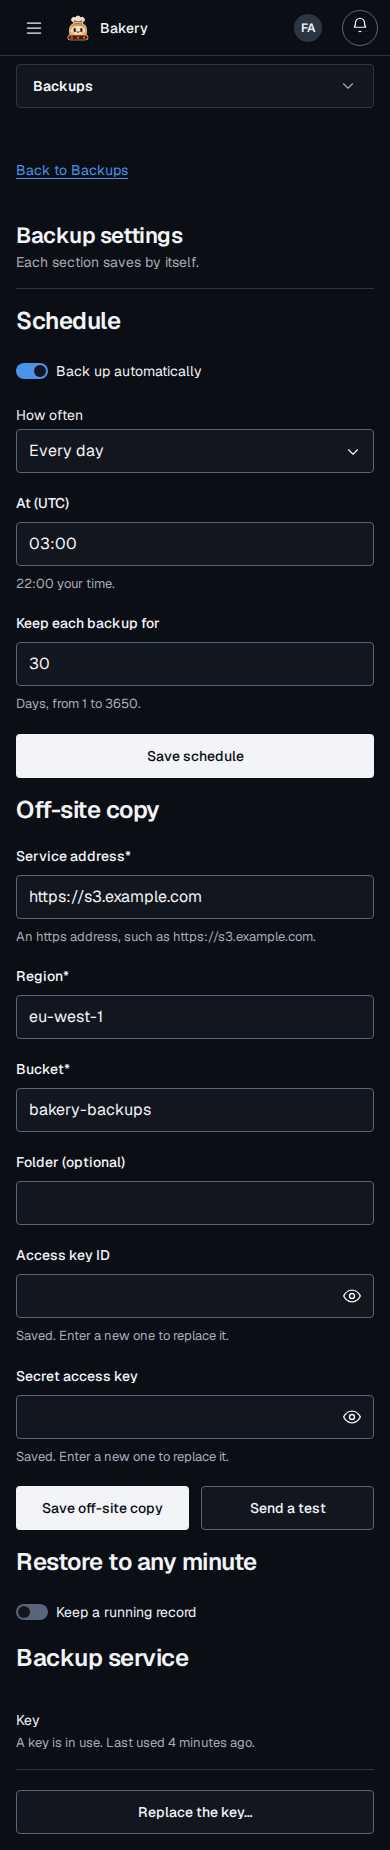 Bakery
FA
Backups
Back to Backups
Backup settings
Each section saves by itself.
Schedule
Back up automatically
How often
Every day
At (UTC)
03:00
22:00 your time.
Keep each backup for
30
Days, from 1 to 3650.
Save schedule
Off-site copy
Service address*
https://s3.example.com
An https address, such as https://s3.example.com.
Region*
eu-west-1
Bucket*
bakery-backups
Folder (optional)
Access key ID
Saved. Enter a new one to replace it.
Secret access key
Saved. Enter a new one to replace it.
Save off-site copy
Send a test
Restore to any minute
Keep a running record
Backup service
Key
A key is in use. Last used 4 minutes ago.
Replace the key...